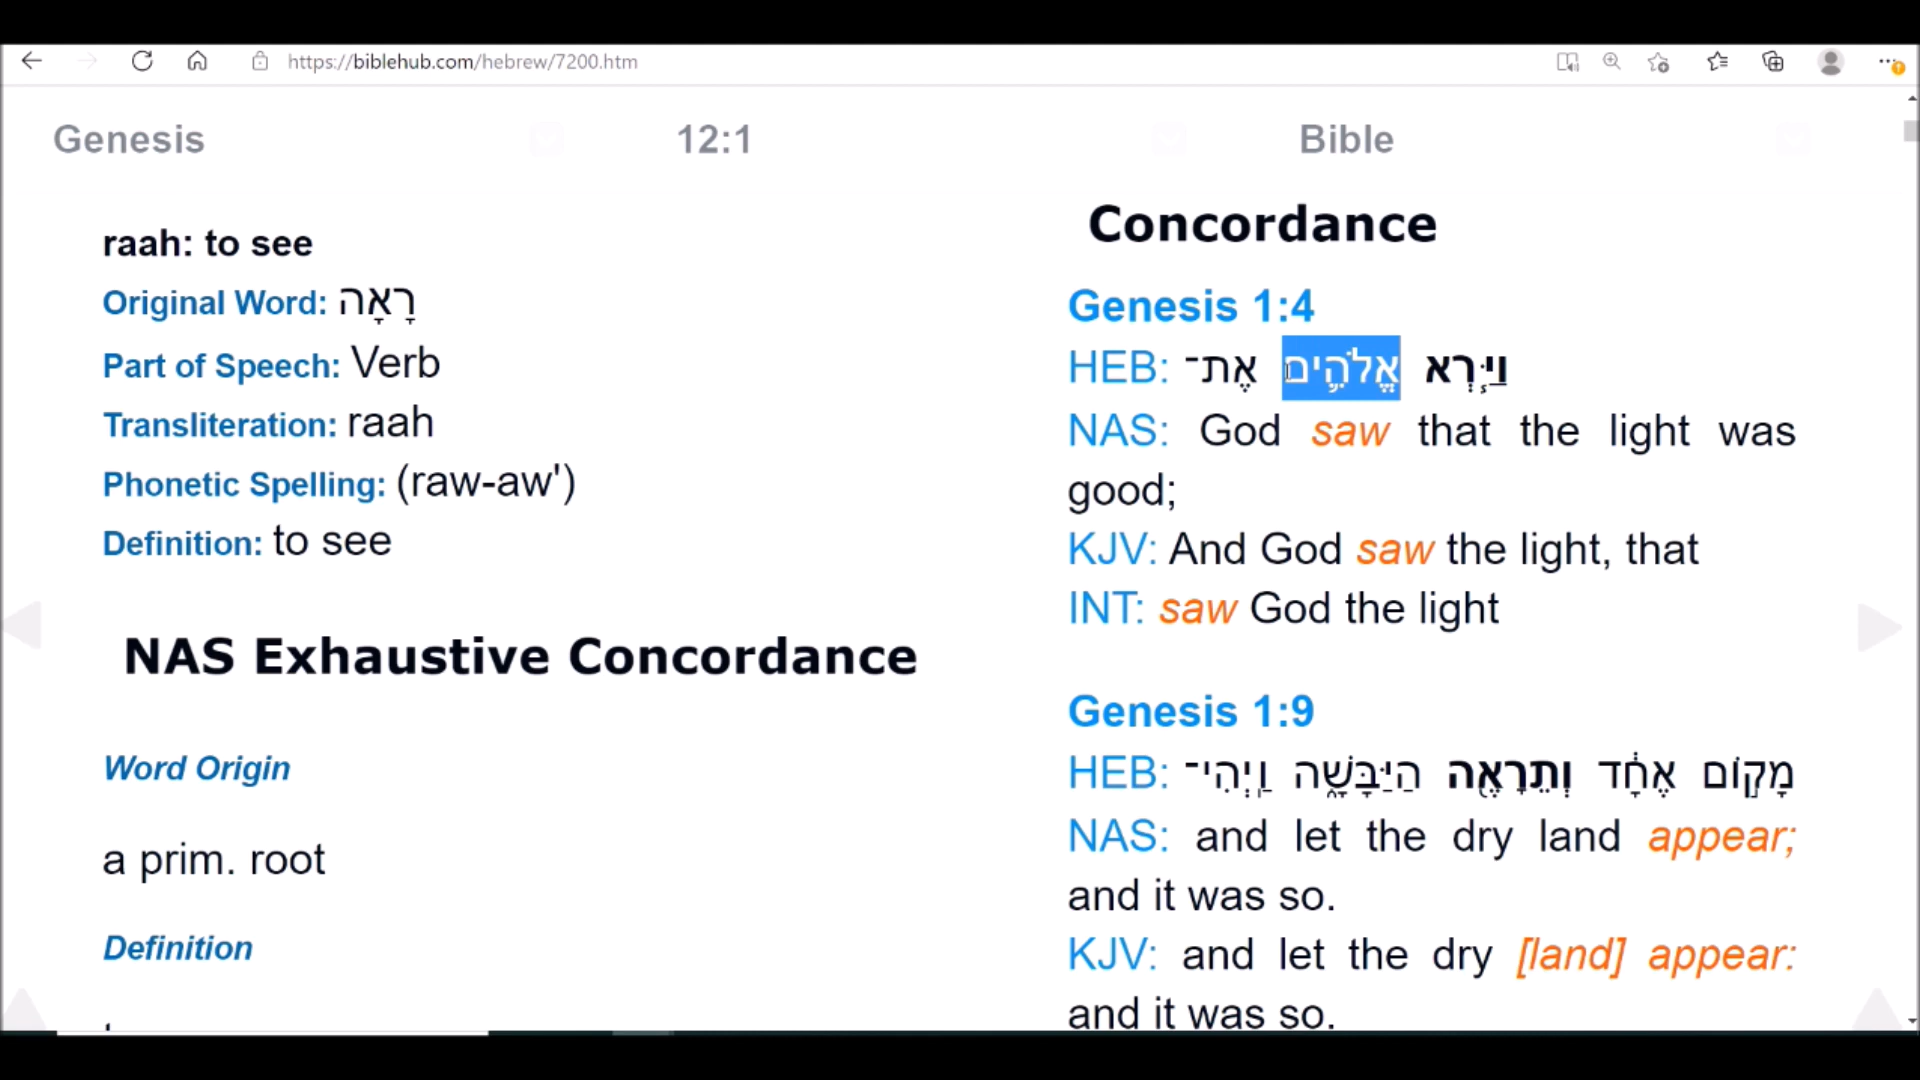 https://biblehub.com/hebrew/7200.htm
Genesis 12:1 Bible
raah: to see
Original Word: רָאָה
Part of Speech: Verb
Transliteration: raah
Phonetic Spelling: (raw-aw')
Definition: to see
NAS Exhaustive Concordance
Word Origin
a prim. root
Definition
Concordance
Genesis 1:4
HEB: וַיַּ֧רְא אֱלֹהִ֛ים אֶת־
NAS: God saw that the light was
good;
KJV: And God saw the light, that
INT: saw God the light
Genesis 1:9
HEB: מָק֣וֹם אֶחָ֔ד וְתֵרָאֶ֖ה הַיַּבָּשָׁ֑ה וַֽיְהִי־
NAS: and let the dry land appear;
and it was so.
KJV: and let the dry [land] appear:
and it was so.